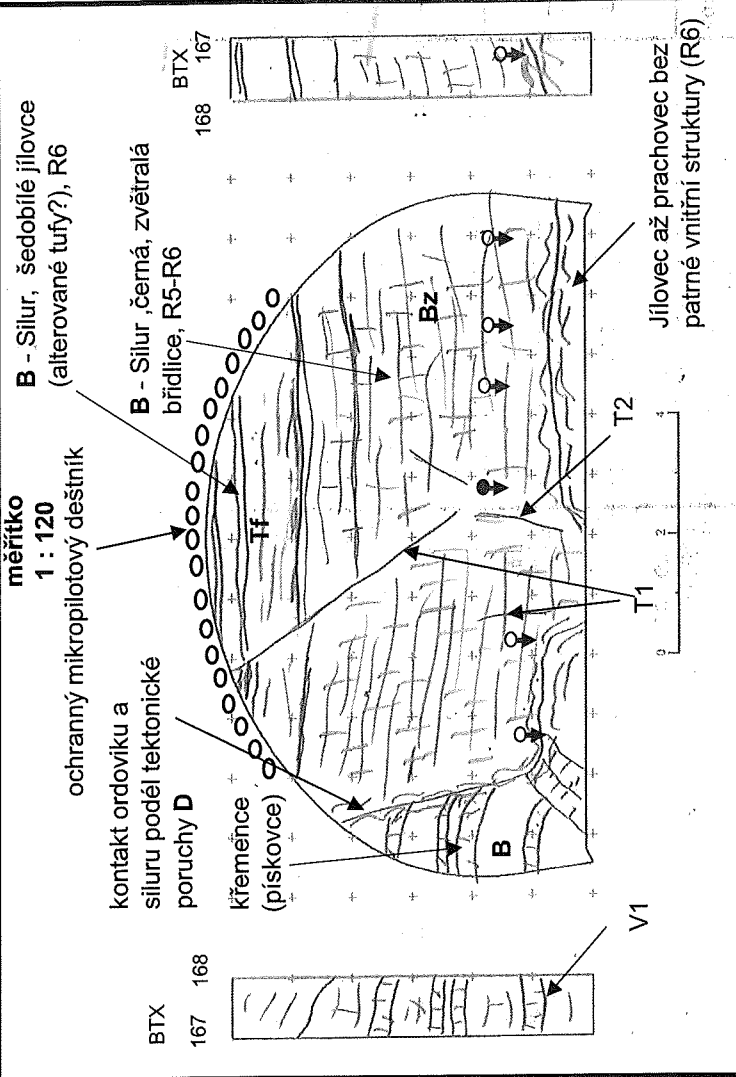 měřítko
1 : 120
ochranný mikropilotový deštník
B - Silur, šedobílé jílovce
(alterované tufy?), R6
kontakt ordoviku a
siluru podél tektonické
poruchy D
křemence
(pískovce)
B - Silur ,černá, zvětralá
břidlice, R5-R6
BTX
167 168
BTX
168 167
Tf
Bz
B
V1
T1
T2
0 2 4
Jílovec až prachovec bez
patrné vnitřní struktury (R6)